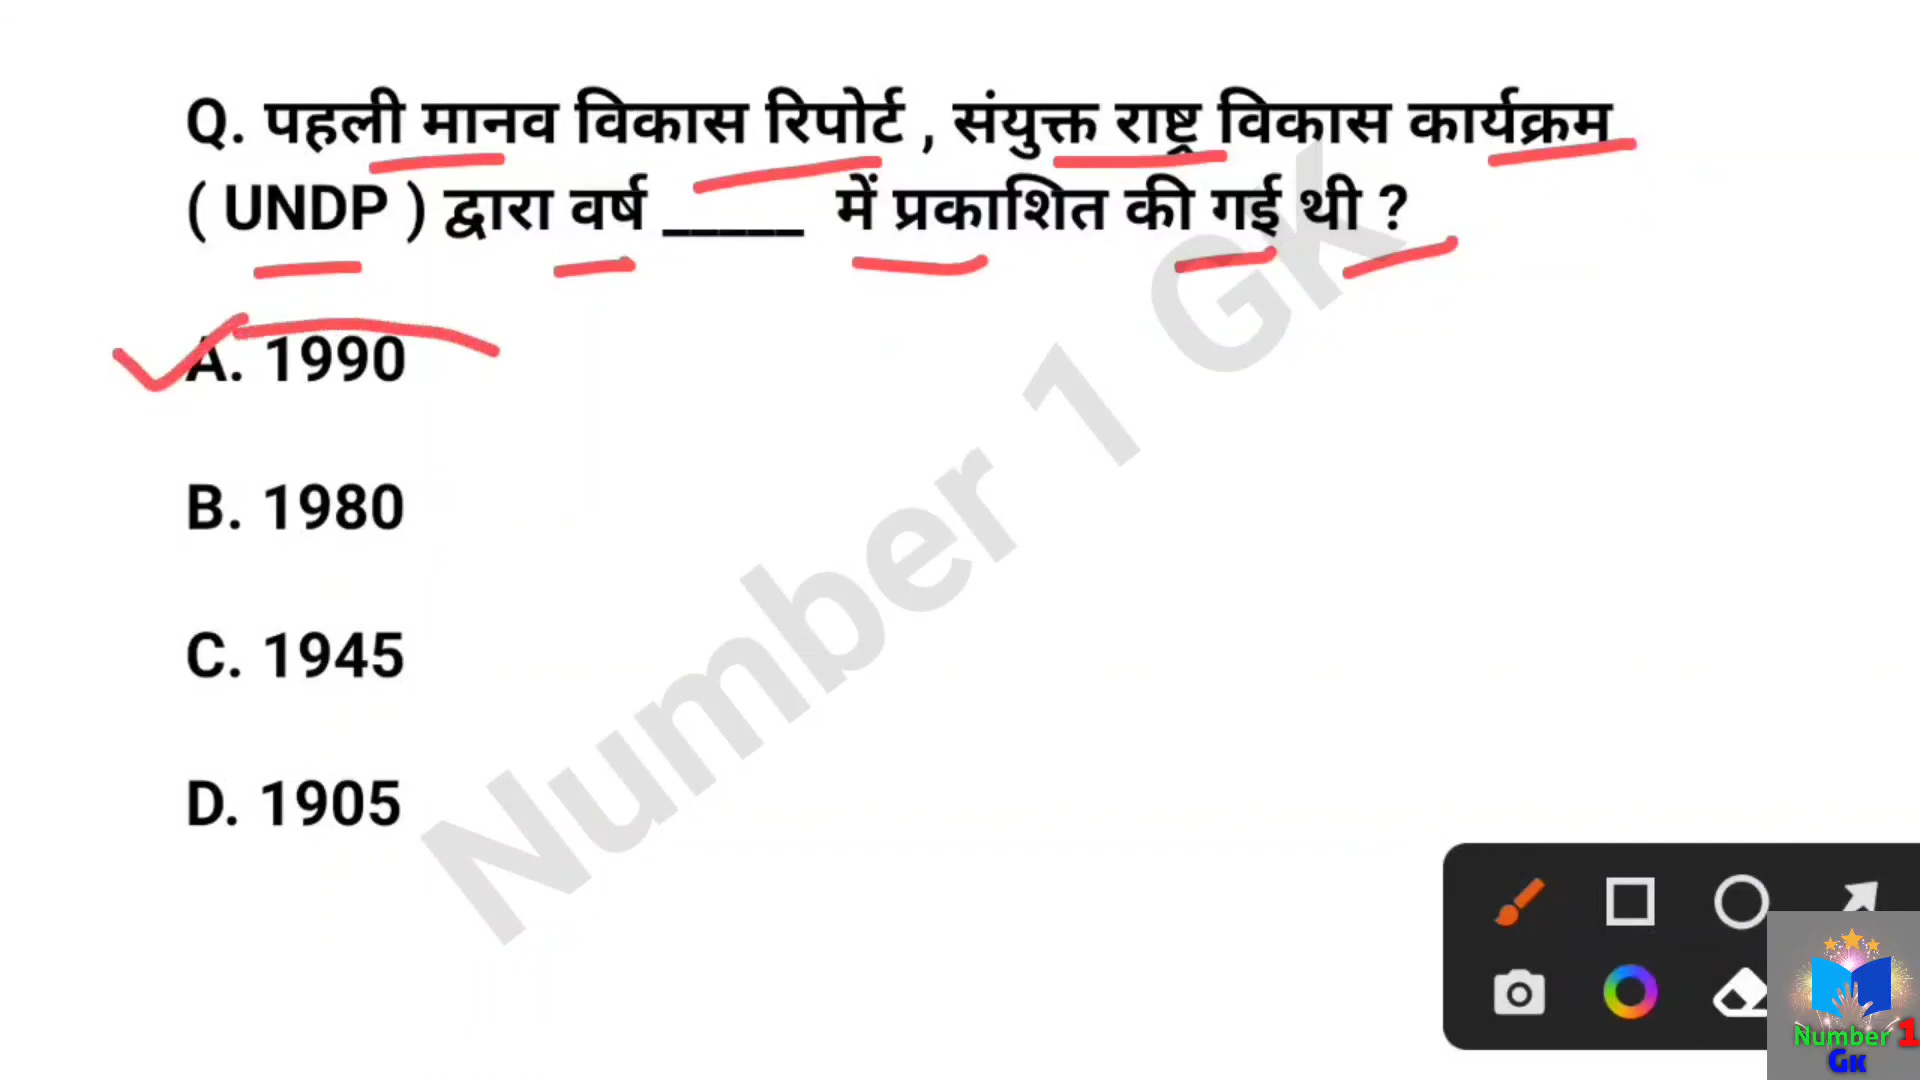 Q. पहली मानव विकास रिपोर्ट , संयुक्त राष्ट्र विकास कार्यक्रम
( UNDP ) द्वारा वर्ष _____ में प्रकाशित की गई थी ?
A. 1990
B. 1980
C. 1945
D. 1905
Number 1 GK
Number 1
GK